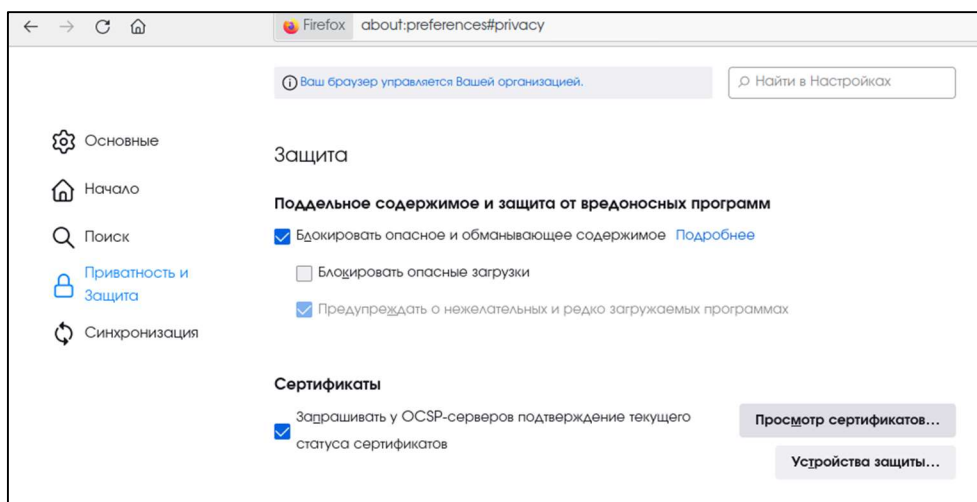 Firefox about:preferences#privacy
Ваш браузер управляется Вашей организацией.
Найти в Настройках
Основные
Начало
Поиск
Приватность и
Защита
Синхронизация
Защита
Поддельное содержимое и защита от вредоносных программ
Блокировать опасное и обманывающее содержимое Подробнее
Блокировать опасные загрузки
Предупреждать о нежелательных и редко загружаемых программах
Сертификаты
Запрашивать у OCSP-серверов подтверждение текущего
статуса сертификатов
Просмотр сертификатов...
Устройства защиты...